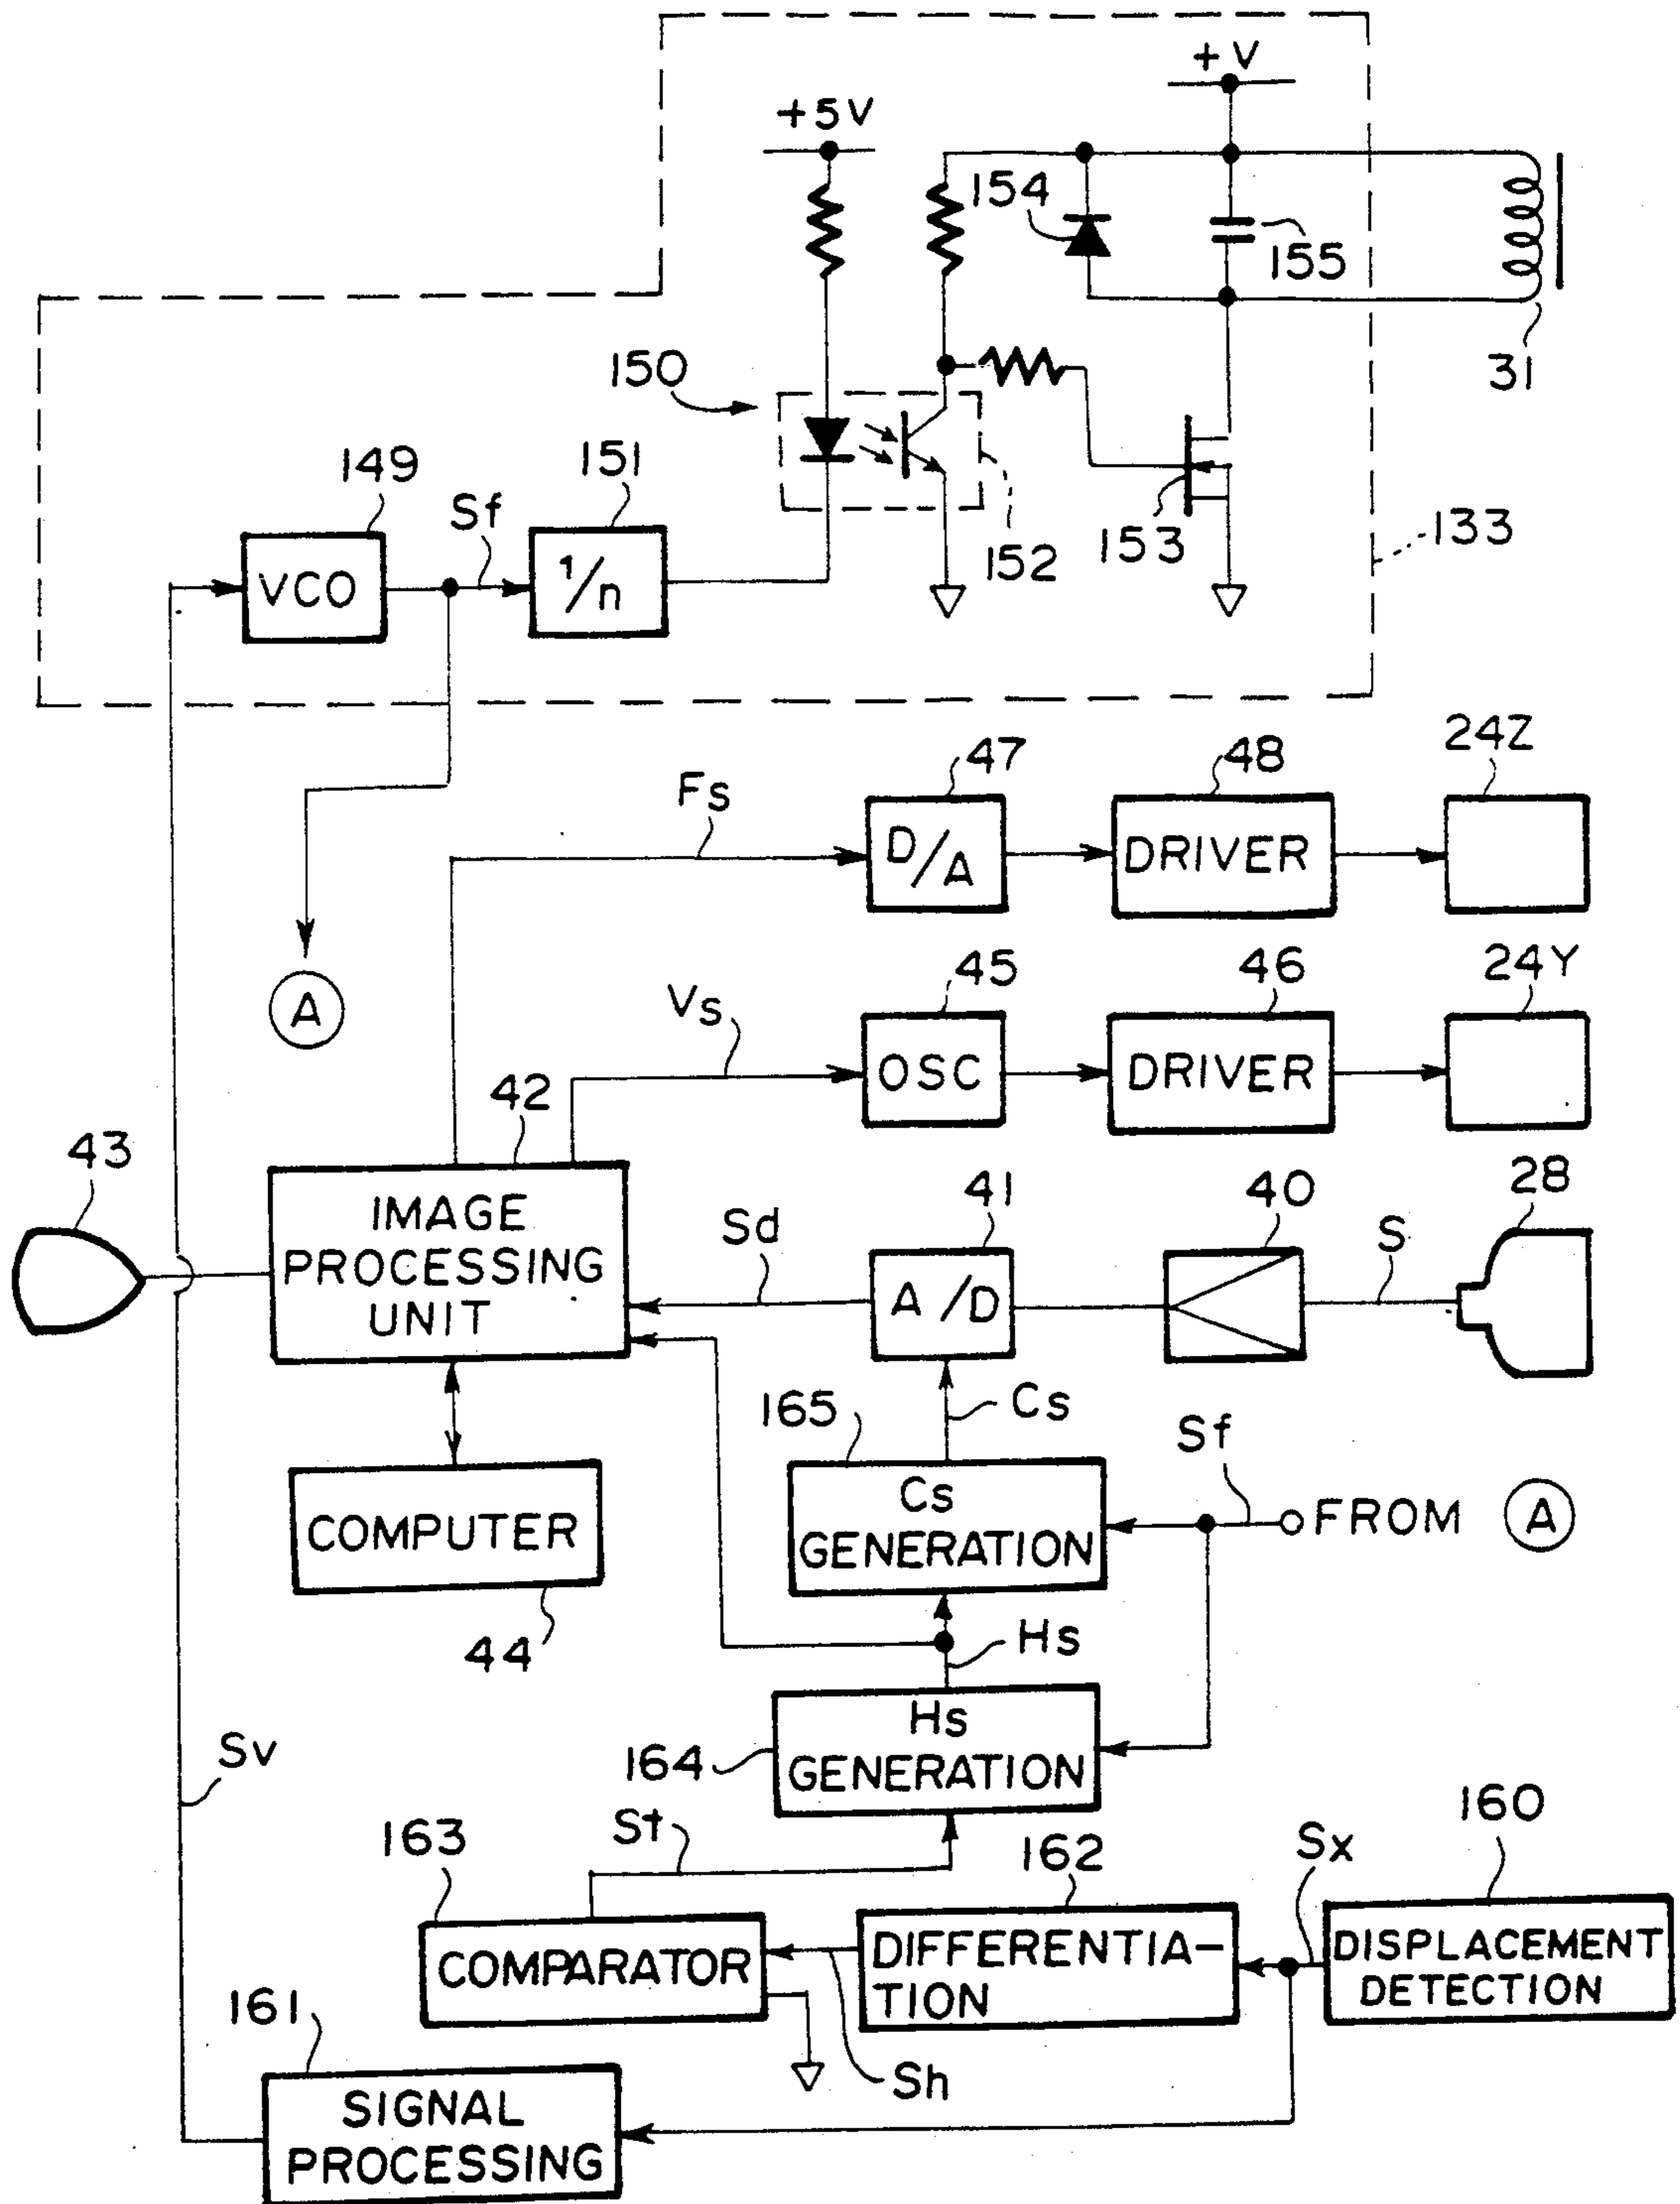 +V
+5V
154
155
31
150
149
151
Sf
VCO
1/n
152
153
133
47
48
24Z
Fs
D/A
DRIVER
A
45
46
24Y
Vs
OSC
DRIVER
42
43
41
40
28
IMAGE
PROCESSING
UNIT
Sd
A/D
S
165
Cs
Sf
Cs
GENERATION
FROM A
COMPUTER
44
Hs
Hs
GENERATION
164
Sv
St
163
162
Sx
160
COMPARATOR
DIFFERENTIA-
TION
DISPLACEMENT
DETECTION
161
Sh
SIGNAL
PROCESSING